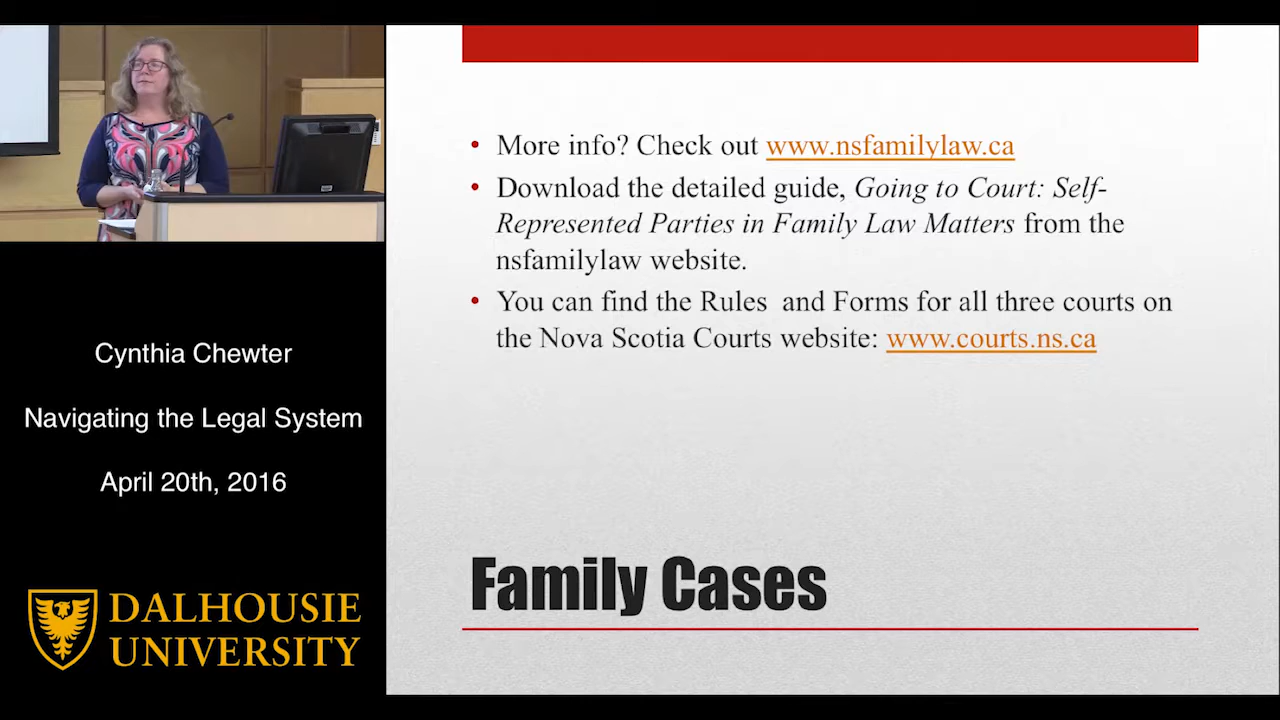 Cynthia Chewter
Navigating the Legal System
April 20th, 2016
DALHOUSIE
UNIVERSITY
• More info? Check out www.nsfamilylaw.ca
• Download the detailed guide, Going to Court: Self-
Represented Parties in Family Law Matters from the
nsfamilylaw website.
• You can find the Rules  and Forms for all three courts on
the Nova Scotia Courts website: www.courts.ns.ca
Family Cases